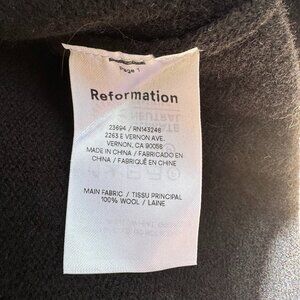 Page 1
Reformation
23694 / RN143246
2263 E VERNON AVE.
VERNON, CA 90058
MADE IN CHINA / FABRICADO EN
CHINA / FABRIQUÉ EN CHINE
MAIN FABRIC / TISSU PRINCIPAL
100% WOOL / LAINE